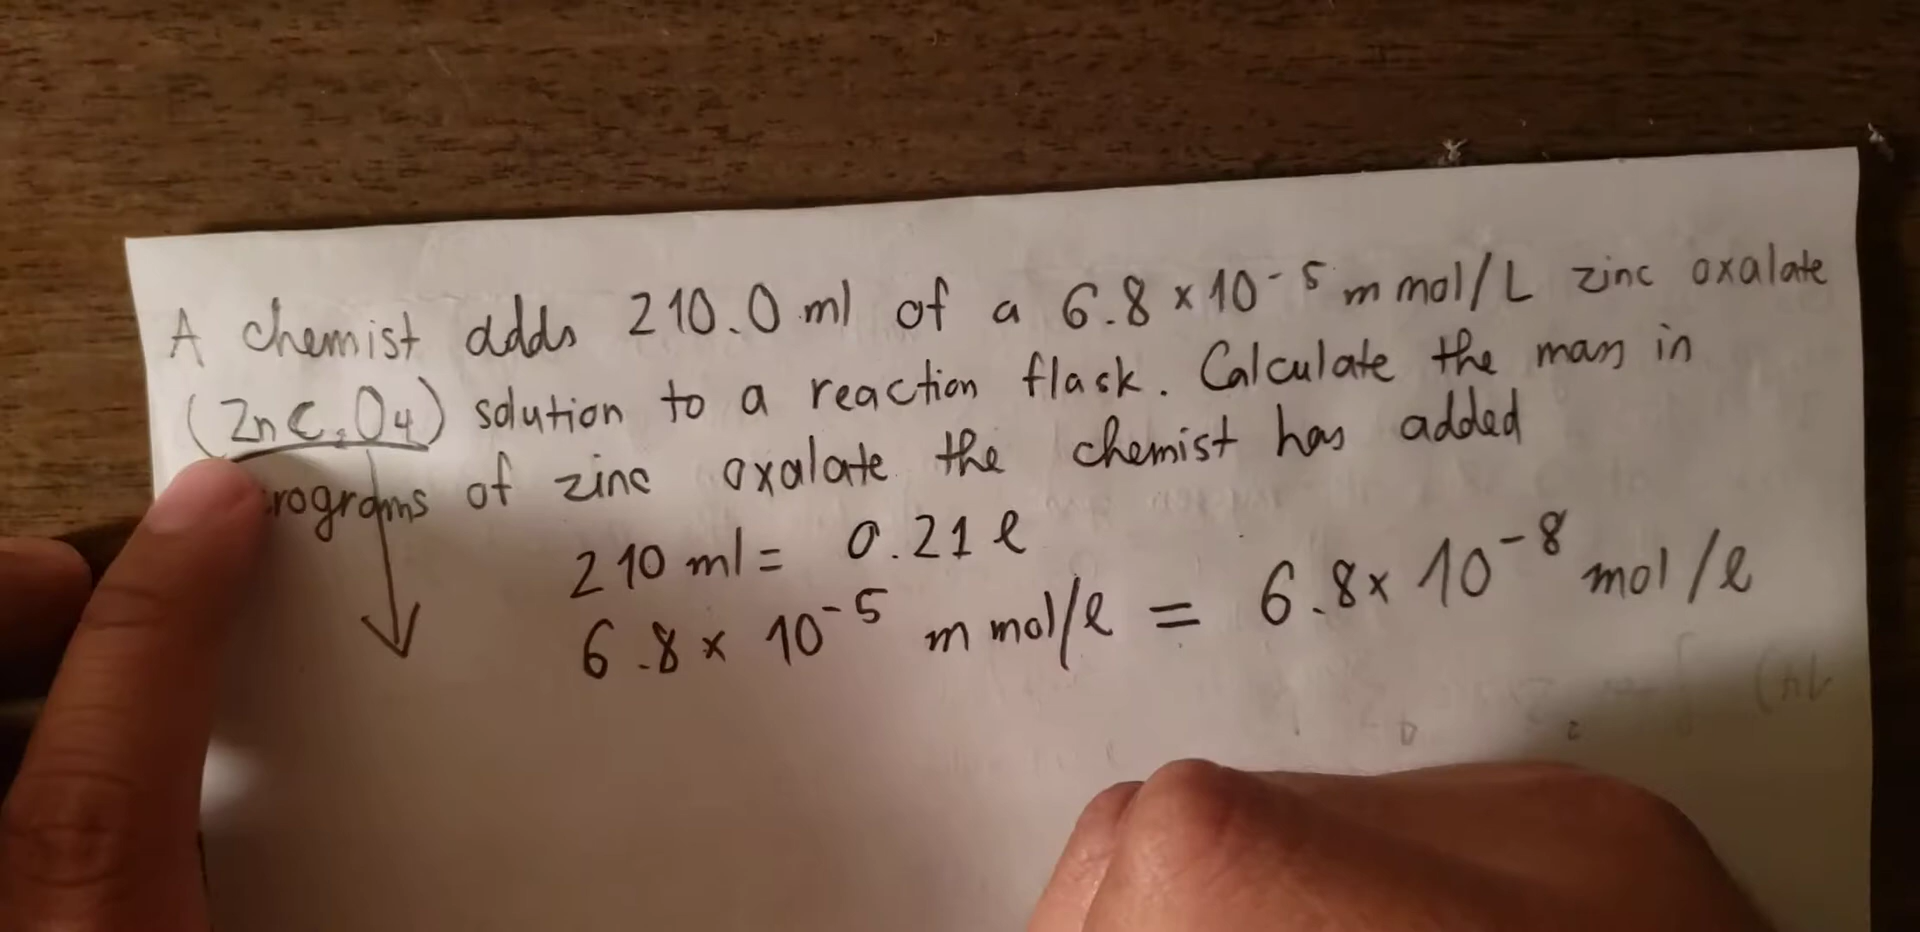 A chemist adds 210.0 ml of a 6.8 × 10⁻⁵ m mol/L zinc oxalate
(ZnC₂O₄) solution to a reaction flask. Calculate the mass in
rograms of zinc oxalate the chemist has added
210 ml = 0.21 l
6.8 × 10⁻⁵ m mol/l = 6.8 × 10⁻⁸ mol/l